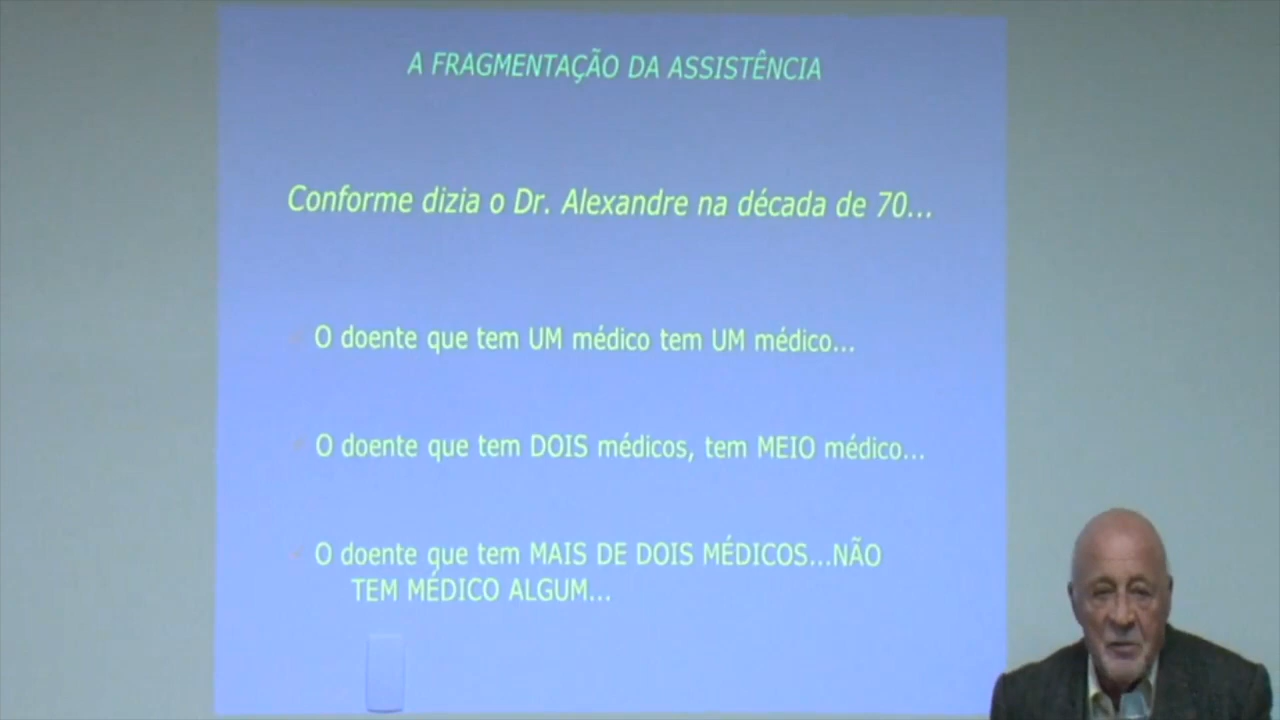 A FRAGMENTAÇÃO DA ASSISTÊNCIA
Conforme dizia o Dr. Alexandre na década de 70...
O doente que tem UM médico tem UM médico...
O doente que tem DOIS médicos, tem MEIO médico...
O doente que tem MAIS DE DOIS MÉDICOS...NÃO
TEM MÉDICO ALGUM...